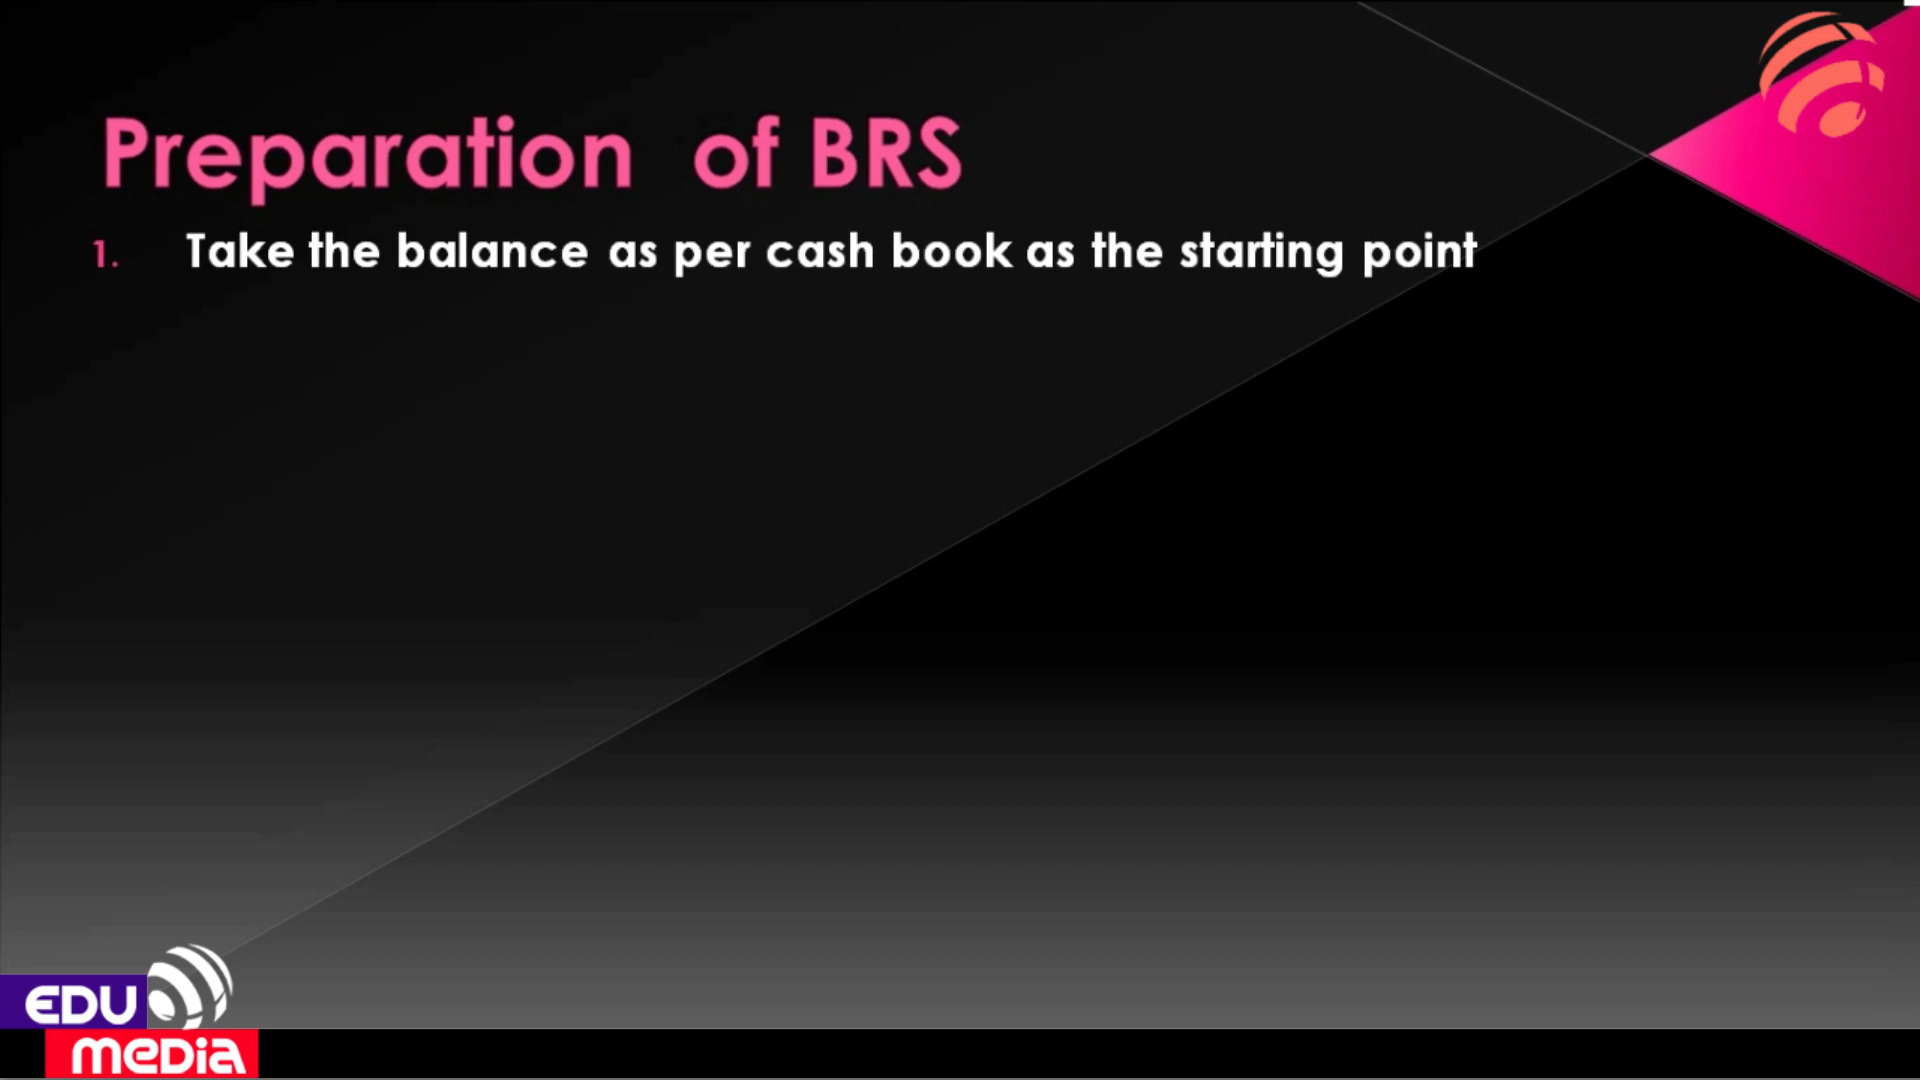 Preparation of BRS
1. Take the balance as per cash book as the starting point
EDU
meDia